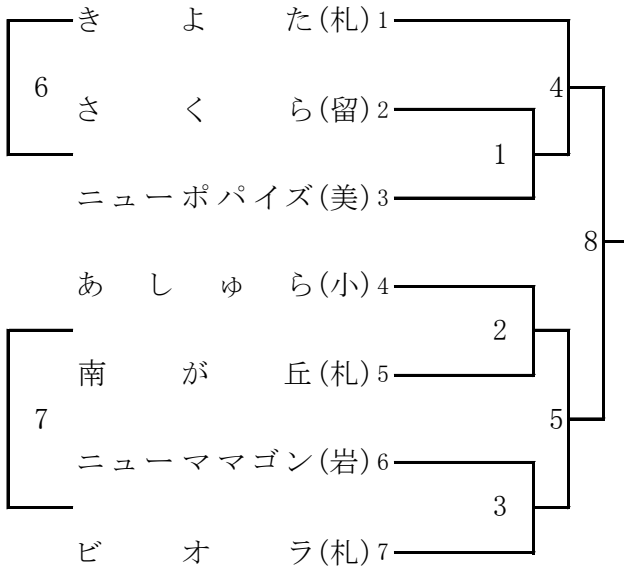 きよた(札)1
6
4
さくら(留)2
1
ニューポパイズ(美)3
8
あしゅら(小)4
2
南が丘(札)5
7
5
ニューママゴン(岩)6
3
ビオラ(札)7